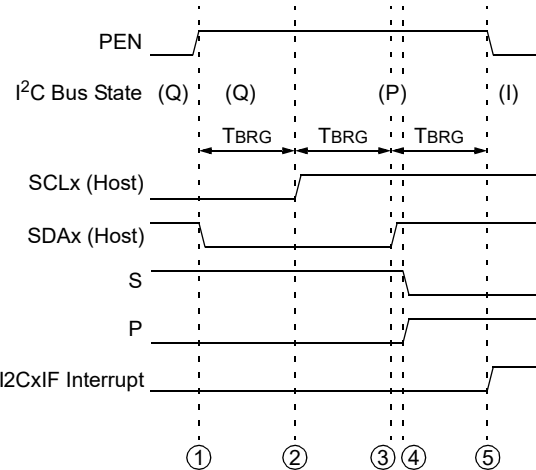 PEN
I²C Bus State (Q) (Q) (P) (I)
TBRG TBRG TBRG
SCLx (Host)
SDAx (Host)
S
P
I2CxIF Interrupt
① ② ③ ④ ⑤